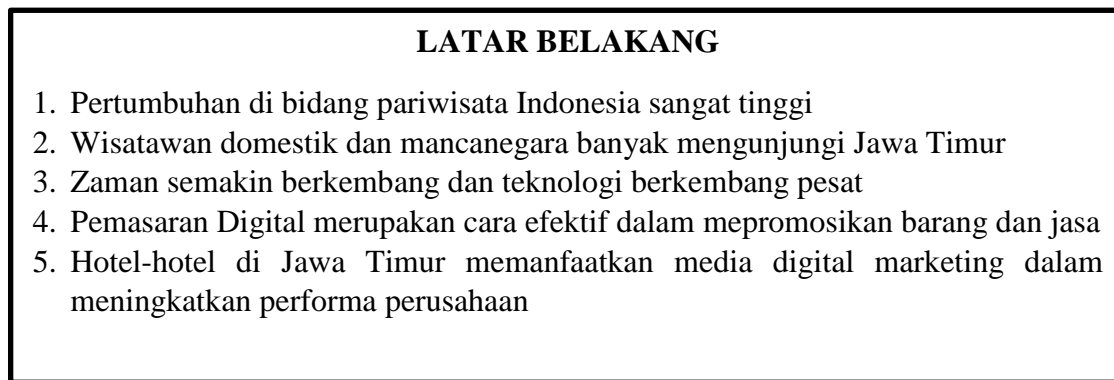 LATAR BELAKANG
1. Pertumbuhan di bidang pariwisata Indonesia sangat tinggi
2. Wisatawan domestik dan mancanegara banyak mengunjungi Jawa Timur
3. Zaman semakin berkembang dan teknologi berkembang pesat
4. Pemasaran Digital merupakan cara efektif dalam mepromosikan barang dan jasa
5. Hotel-hotel di Jawa Timur memanfaatkan media digital marketing dalam
meningkatkan performa perusahaan